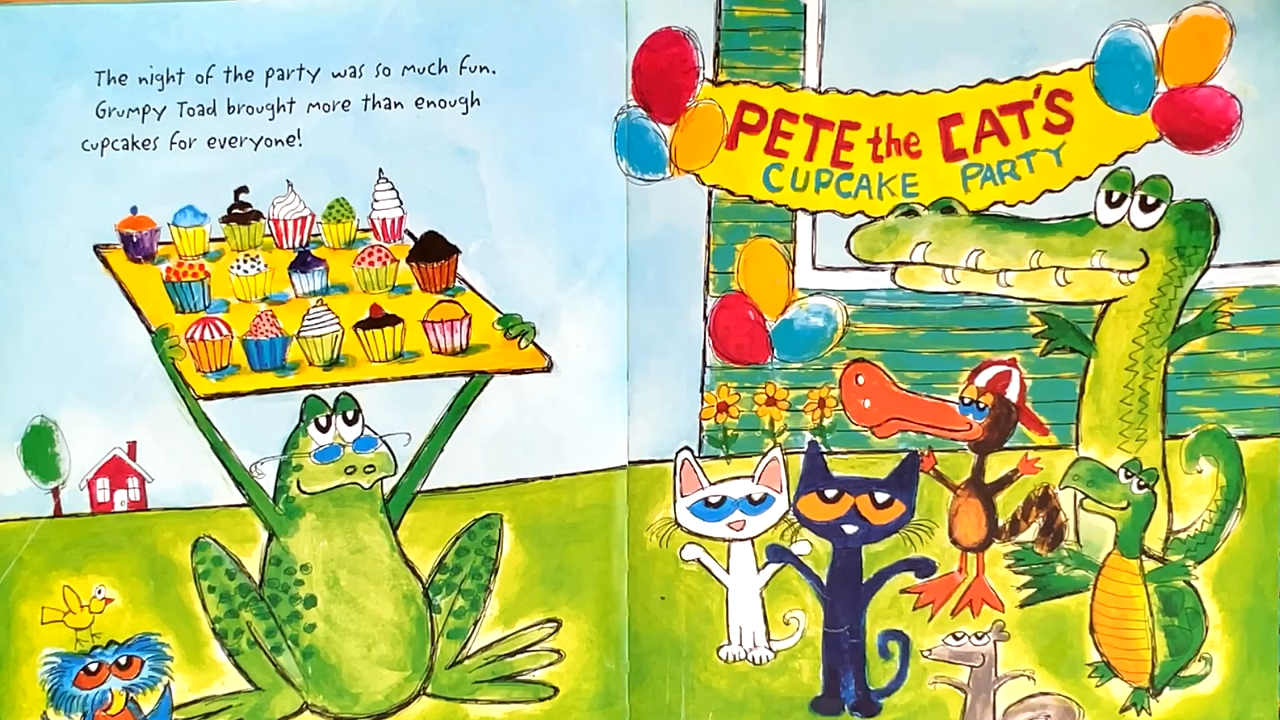 The night of the party was so much fun.
Grumpy Toad brought more than enough
cupcakes for everyone!
PETE the CAT'S
CUPCAKE PARTY